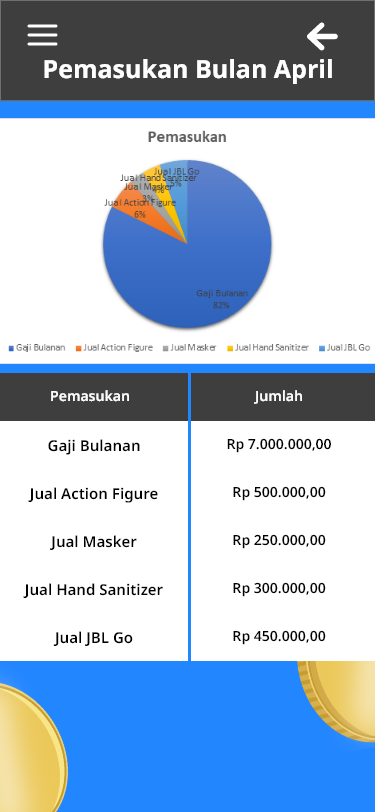 Pemasukan Bulan April
Pemasukan
Jual JBL Go
5%
Jual Hand Sanitizer
4%
Jual Masker
3%
Jual Action Figure
6%
Gaji Bulanan
82%
Gaji Bulanan Jual Action Figure Jual Masker Jual Hand Sanitizer Jual JBL Go
Pemasukan Jumlah
Gaji Bulanan Rp 7.000.000,00
Jual Action Figure Rp 500.000,00
Jual Masker Rp 250.000,00
Jual Hand Sanitizer Rp 300.000,00
Jual JBL Go Rp 450.000,00